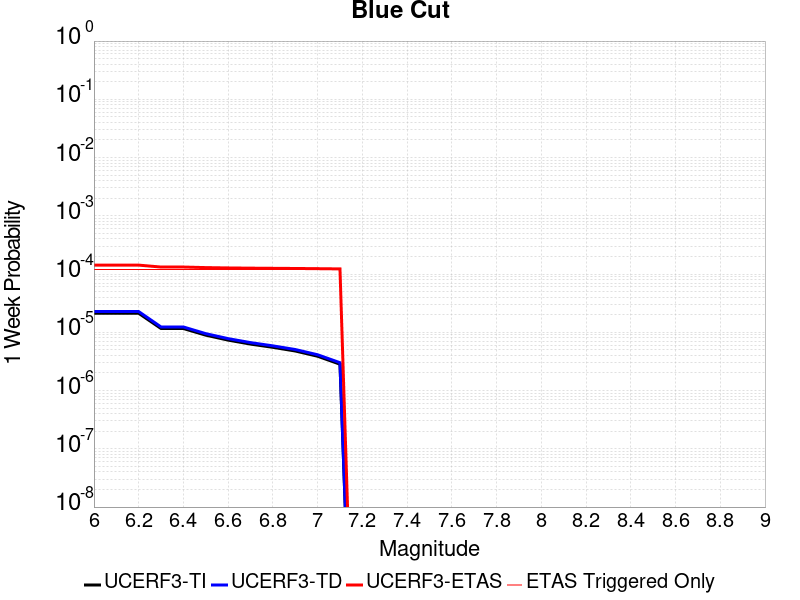 Blue Cut
10^0
10^-1
10^-2
10^-3
10^-4
10^-5
10^-6
10^-7
10^-8
1 Week Probability
6 6.2 6.4 6.6 6.8 7 7.2 7.4 7.6 7.8 8 8.2 8.4 8.6 8.8 9
Magnitude
UCERF3-TI UCERF3-TD UCERF3-ETAS ETAS Triggered Only